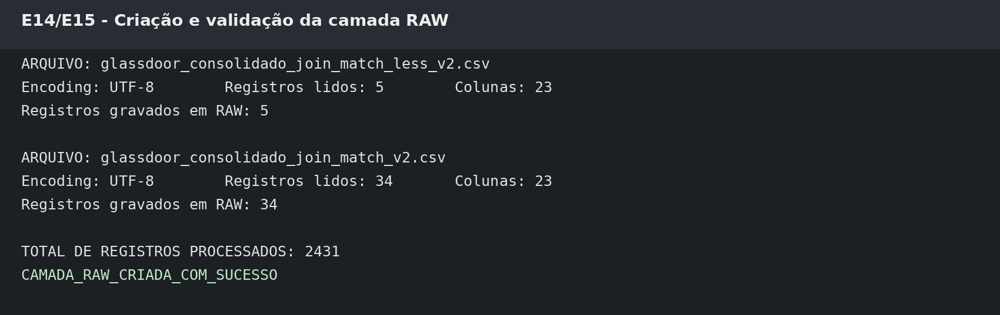 E14/E15 - Criação e validação da camada RAW
ARQUIVO: glassdoor_consolidado_join_match_less_v2.csv
Encoding: UTF-8        Registros lidos: 5        Colunas: 23
Registros gravados em RAW: 5
ARQUIVO: glassdoor_consolidado_join_match_v2.csv
Encoding: UTF-8        Registros lidos: 34       Colunas: 23
Registros gravados em RAW: 34
TOTAL DE REGISTROS PROCESSADOS: 2431
CAMADA_RAW_CRIADA_COM_SUCESSO